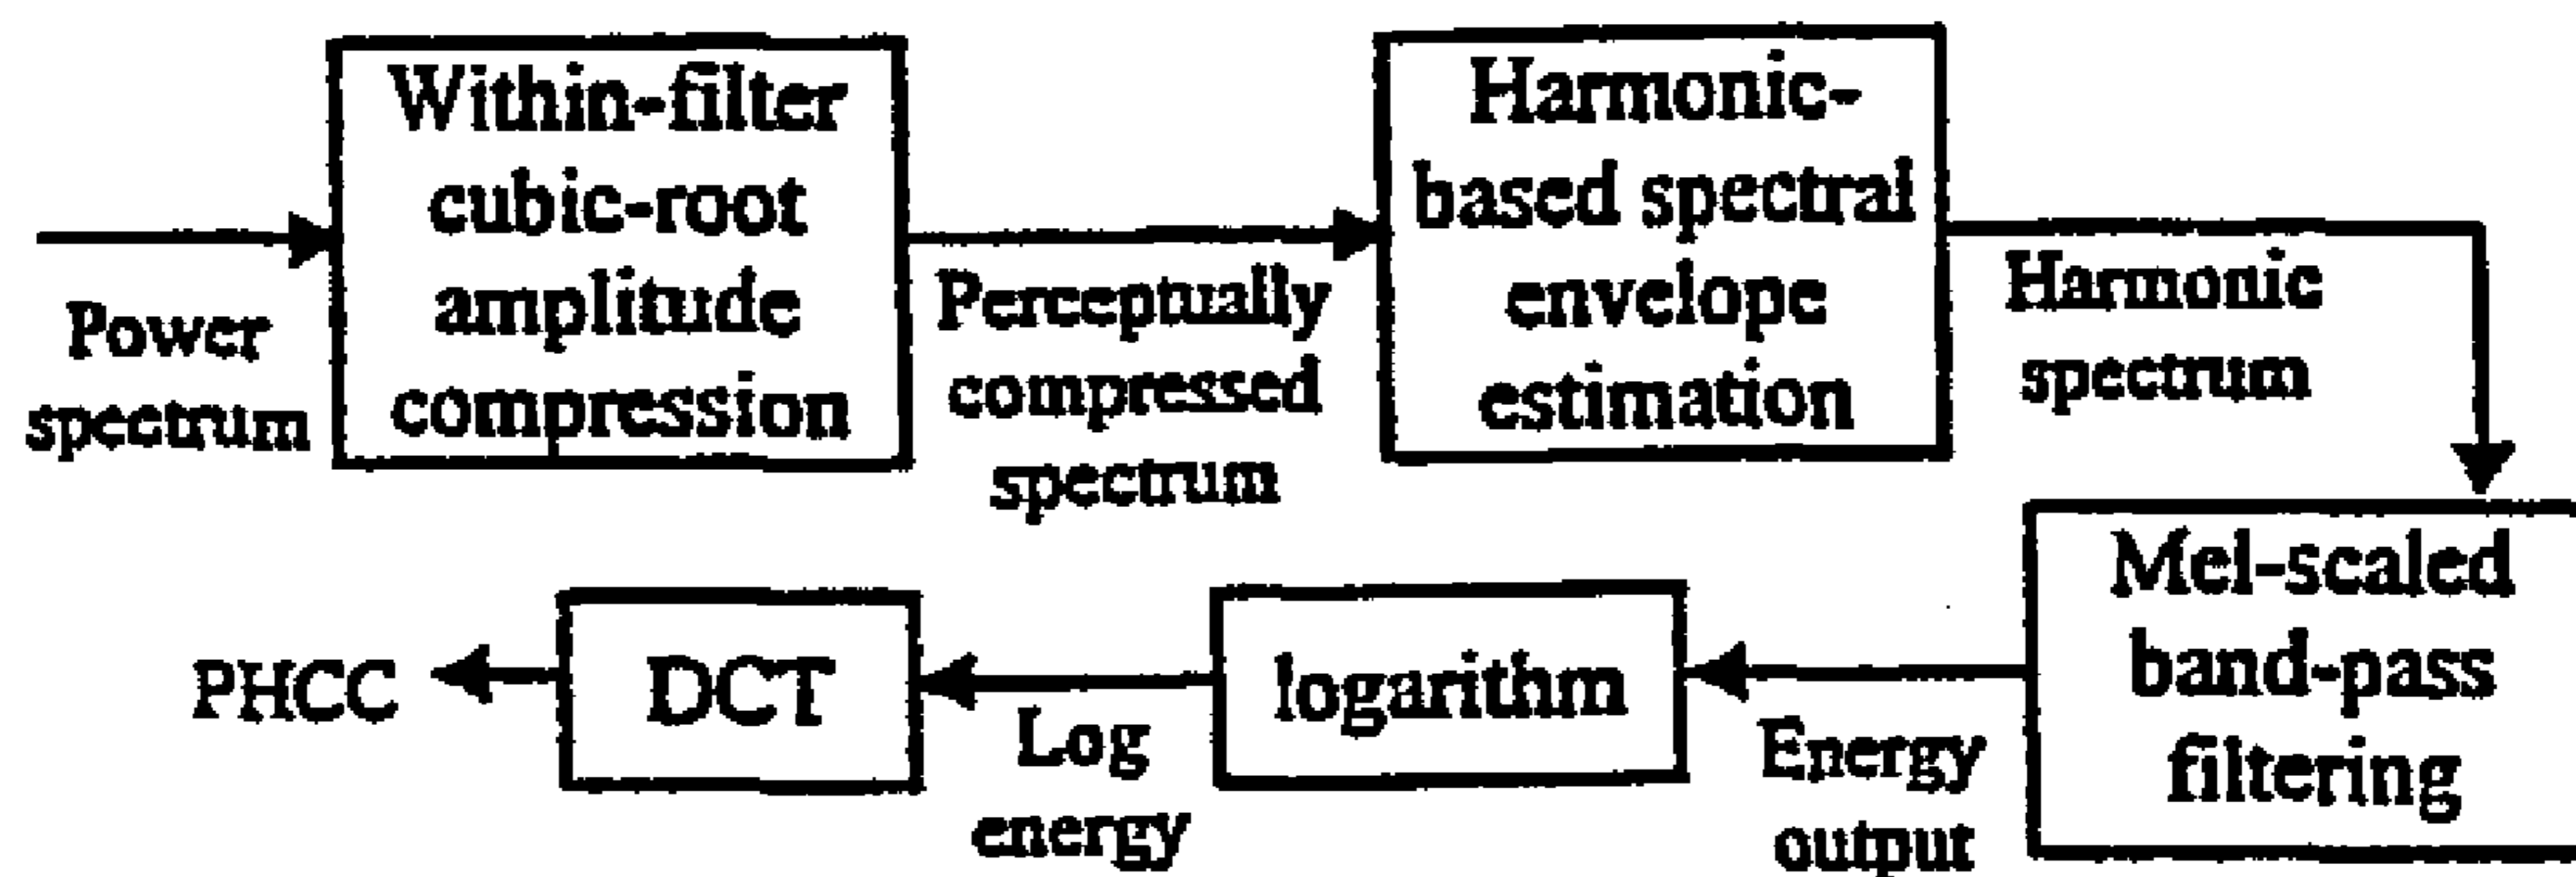 Power
spectrum
Within-filter
cubic-root
amplitude
compression
Perceptually
compressed
spectrum
Harmonic-
based spectral
envelope
estimation
Harmonic
spectrum
Mel-scaled
band-pass
filtering
Energy
output
logarithm
Log
energy
DCT
PHCC